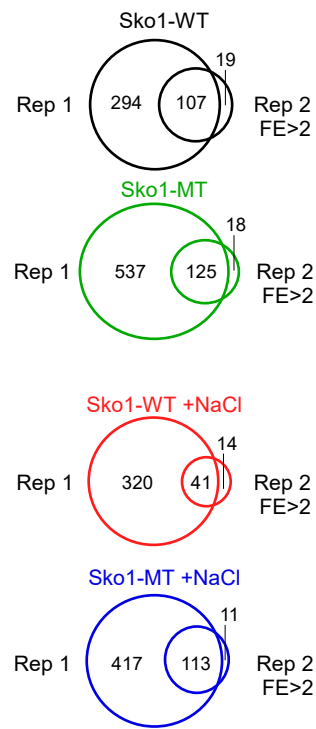 Sko1-WT
19
Rep 1
294
107
Rep 2
FE>2
Sko1-MT
18
Rep 1
537
125
Rep 2
FE>2
Sko1-WT +NaCl
14
Rep 1
320
41
Rep 2
FE>2
Sko1-MT +NaCl
11
Rep 1
417
113
Rep 2
FE>2